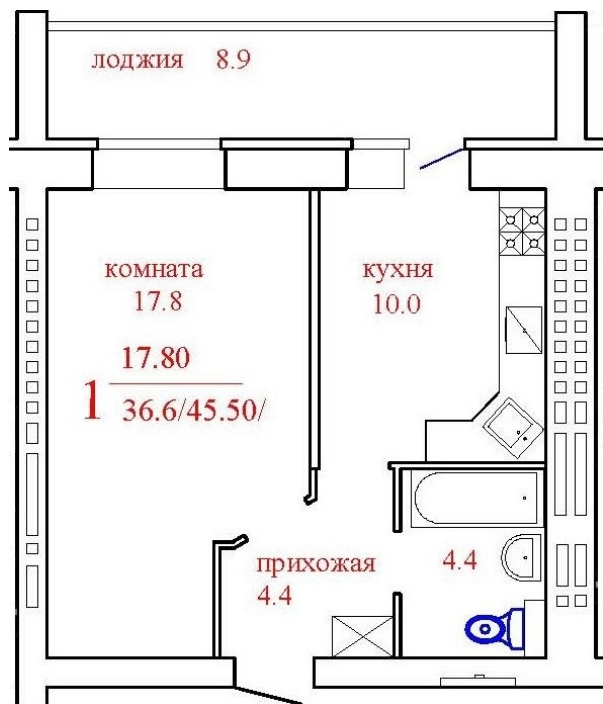 лоджия 8.9
комната
17.8
кухня
10.0
17.80
1
36.6/45.50/
прихожая
4.4
4.4